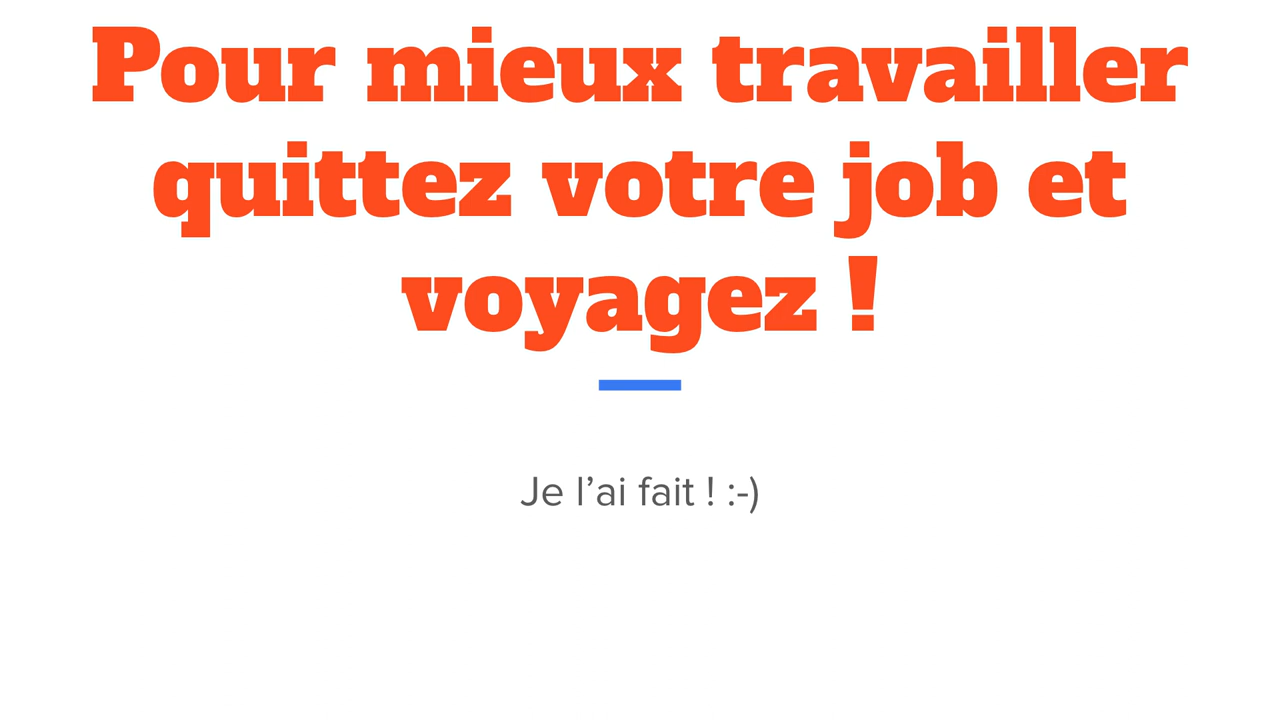 Pour mieux travailler
quittez votre job et
voyagez !
Je l’ai fait ! :-)